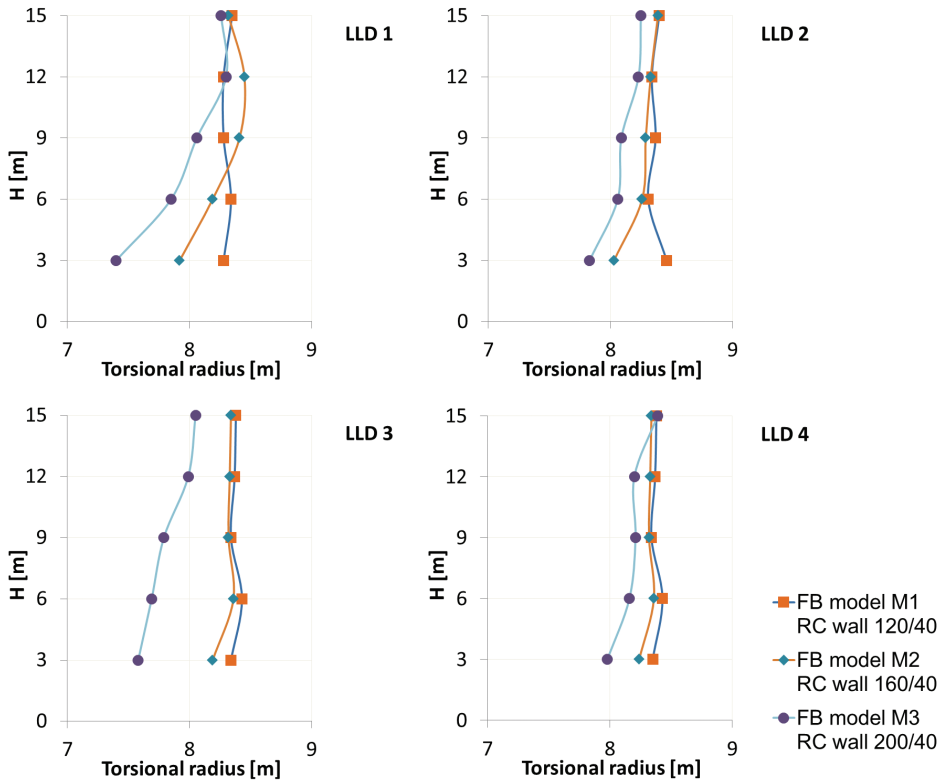 LLD 1
H [m]
15
12
9
6
3
0
7 8 9
Torsional radius [m]
LLD 2
H [m]
15
12
9
6
3
0
7 8 9
Torsional radius [m]
LLD 3
H [m]
15
12
9
6
3
0
7 8 9
Torsional radius [m]
LLD 4
H [m]
15
12
9
6
3
0
7 8 9
Torsional radius [m]
FB model M1
RC wall 120/40
FB model M2
RC wall 160/40
FB model M3
RC wall 200/40